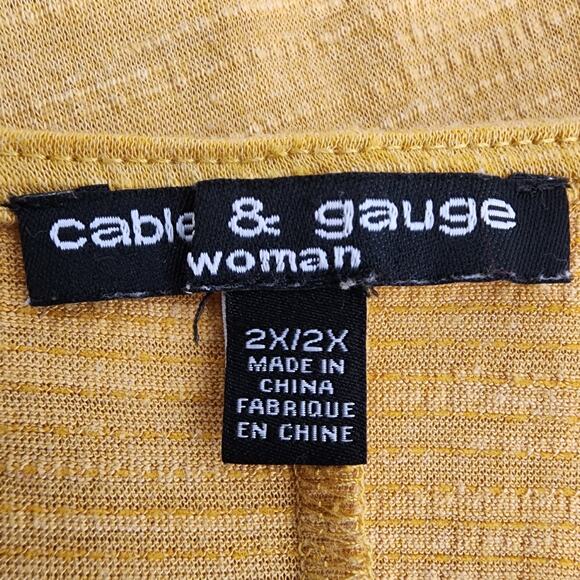 cable & gauge
woman
2X/2X
MADE IN
CHINA
FABRIQUE
EN CHINE